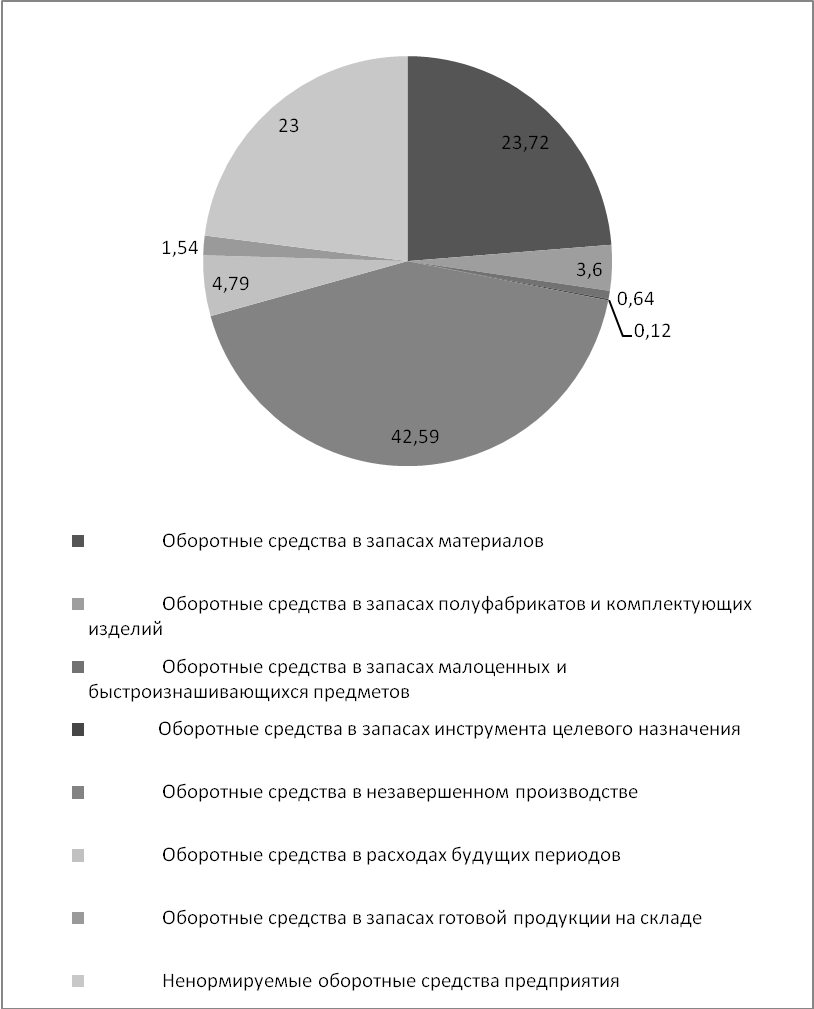 23
23,72
1,54
3,6
4,79
0,64
0,12
42,59
Оборотные средства в запасах материалов
Оборотные средства в запасах полуфабрикатов и комплектующих
изделий
Оборотные средства в запасах малоценных и
быстроизнашивающихся предметов
Оборотные средства в запасах инструмента целевого назначения
Оборотные средства в незавершенном производстве
Оборотные средства в расходах будущих периодов
Оборотные средства в запасах готовой продукции на складе
Ненормируемые оборотные средства предприятия